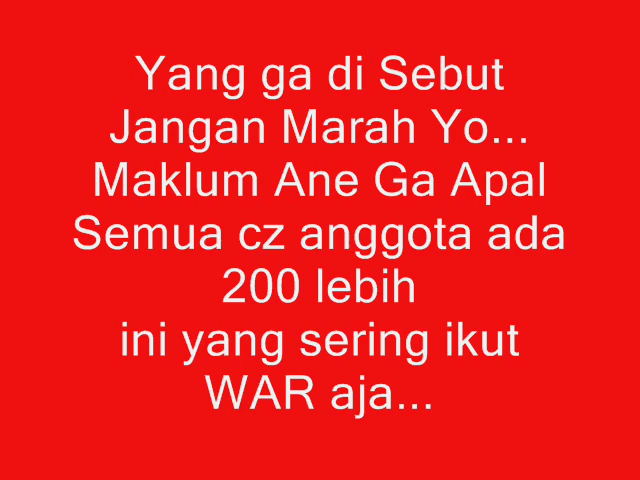 Yang ga di Sebut
Jangan Marah Yo...
Maklum Ane Ga Apal
Semua cz anggota ada
200 lebih
ini yang sering ikut
WAR aja...